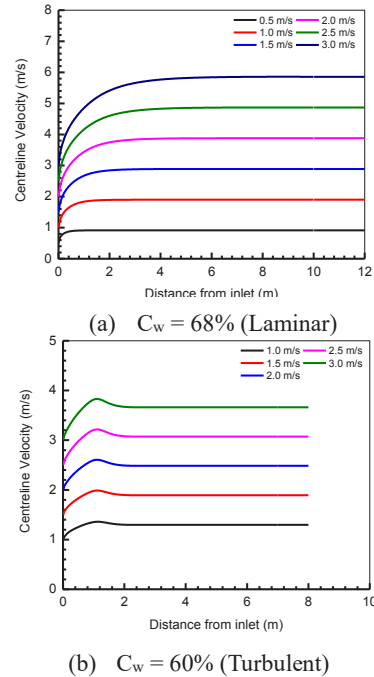 8
7
6
5
4
3
2
1
0
Centreline Velocity (m/s)
0.5 m/s 2.0 m/s
1.0 m/s 2.5 m/s
1.5 m/s 3.0 m/s
0 2 4 6 8 10 12
Distance from inlet (m)
(a) C_w = 68% (Laminar)
5
4
3
2
1
0
Centreline Velocity (m/s)
1.0 m/s 2.5 m/s
1.5 m/s 3.0 m/s
2.0 m/s
0 2 4 6 8 10
Distance from inlet (m)
(b) C_w = 60% (Turbulent)